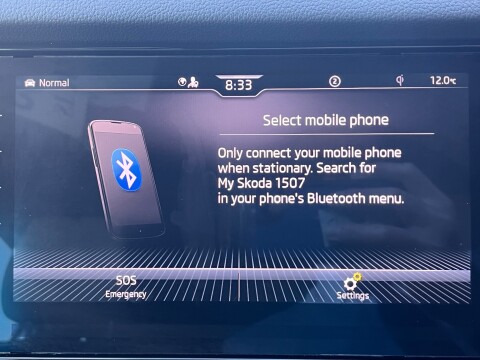 Normal
8:33
2
12.0°C
Select mobile phone
Only connect your mobile phone
when stationary. Search for
My Skoda 1507
in your phone's Bluetooth menu.
SOS
Emergency
Settings